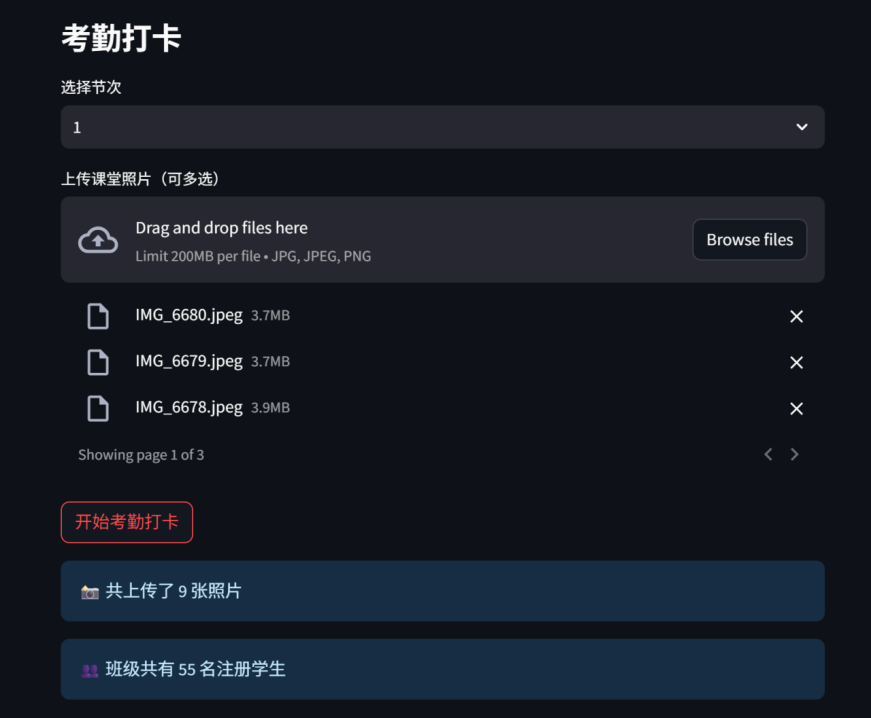 考勤打卡
选择节次
1
上传课堂照片（可多选）
Drag and drop files here
Limit 200MB per file • JPG, JPEG, PNG
Browse files
IMG_6680.jpeg 3.7MB
IMG_6679.jpeg 3.7MB
IMG_6678.jpeg 3.9MB
Showing page 1 of 3
开始考勤打卡
共上传了 9 张照片
班级共有 55 名注册学生